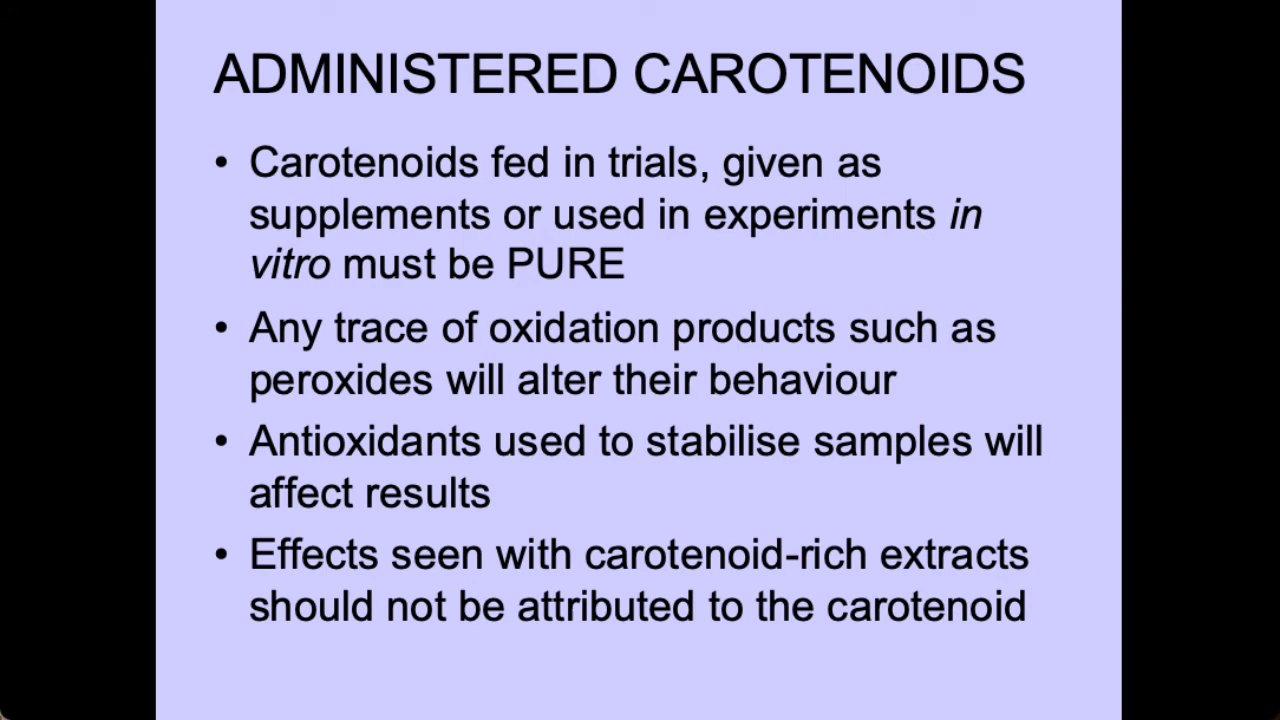 ADMINISTERED CAROTENOIDS
• Carotenoids fed in trials, given as
supplements or used in experiments in
vitro must be PURE
• Any trace of oxidation products such as
peroxides will alter their behaviour
• Antioxidants used to stabilise samples will
affect results
• Effects seen with carotenoid-rich extracts
should not be attributed to the carotenoid